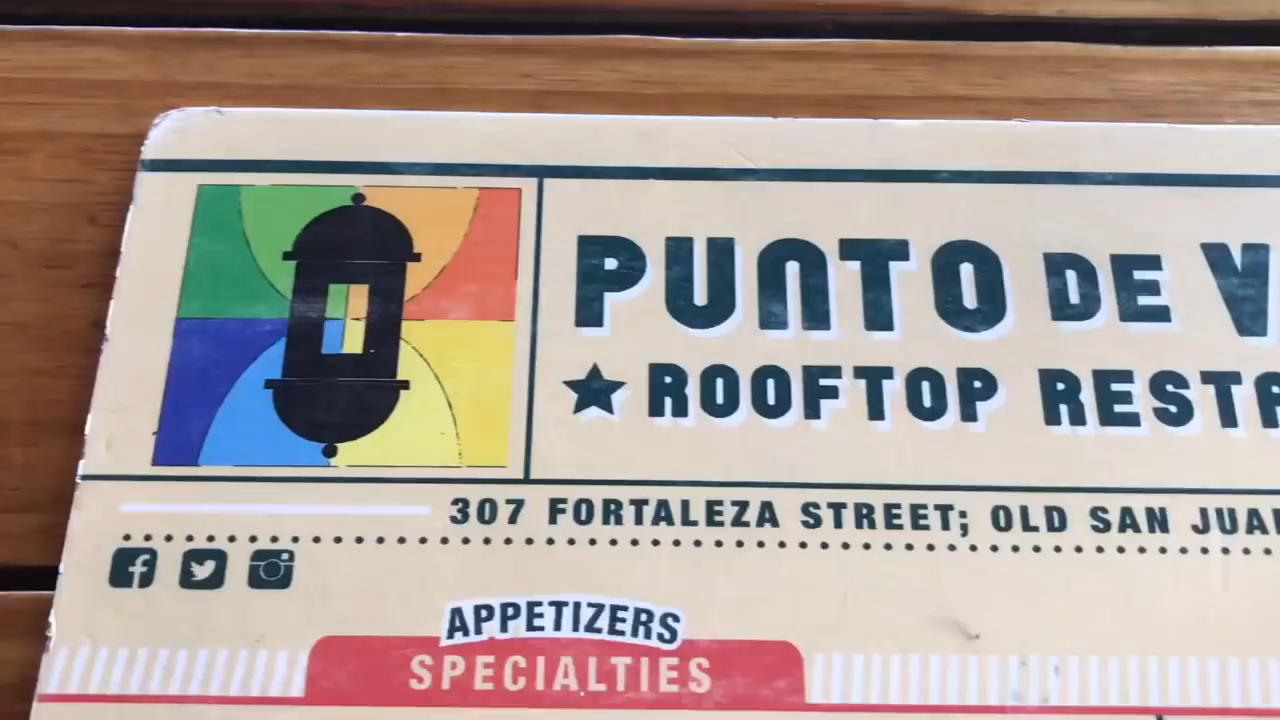 PUNTO DE
ROOFTOP
307 FORTALEZA STREET; OLD SAN
APPETIZERS
SPECIALTIES